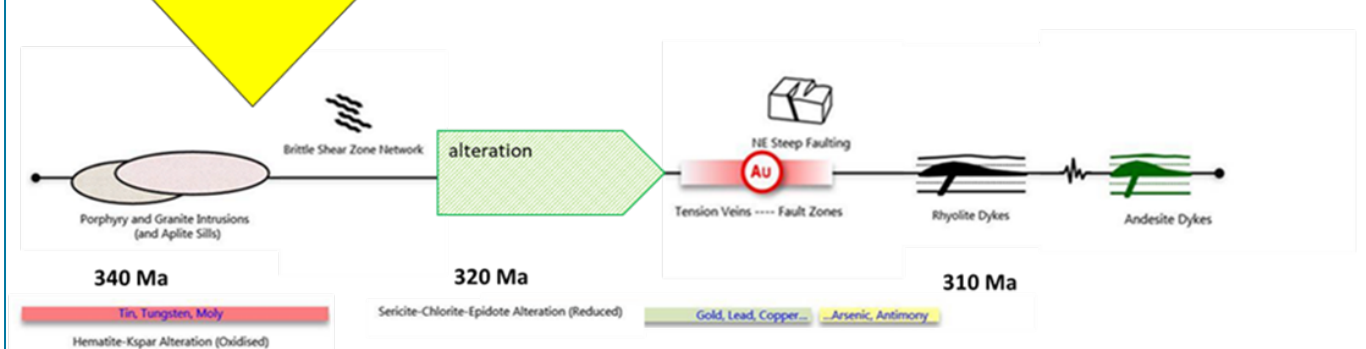 Brittle Shear Zone Network
alteration
NE Steep Faulting
Au
Porphyry and Granite Intrusions
(and Aplite Sills)
Tension Veins ---- Fault Zones
Rhyolite Dykes
Andesite Dykes
340 Ma
320 Ma
310 Ma
Tin, Tungsten, Moly
Sericite-Chlorite-Epidote Alteration (Reduced)
Gold, Lead, Copper...
...Arsenic, Antimony
Hematite-Kspar Alteration (Oxidised)